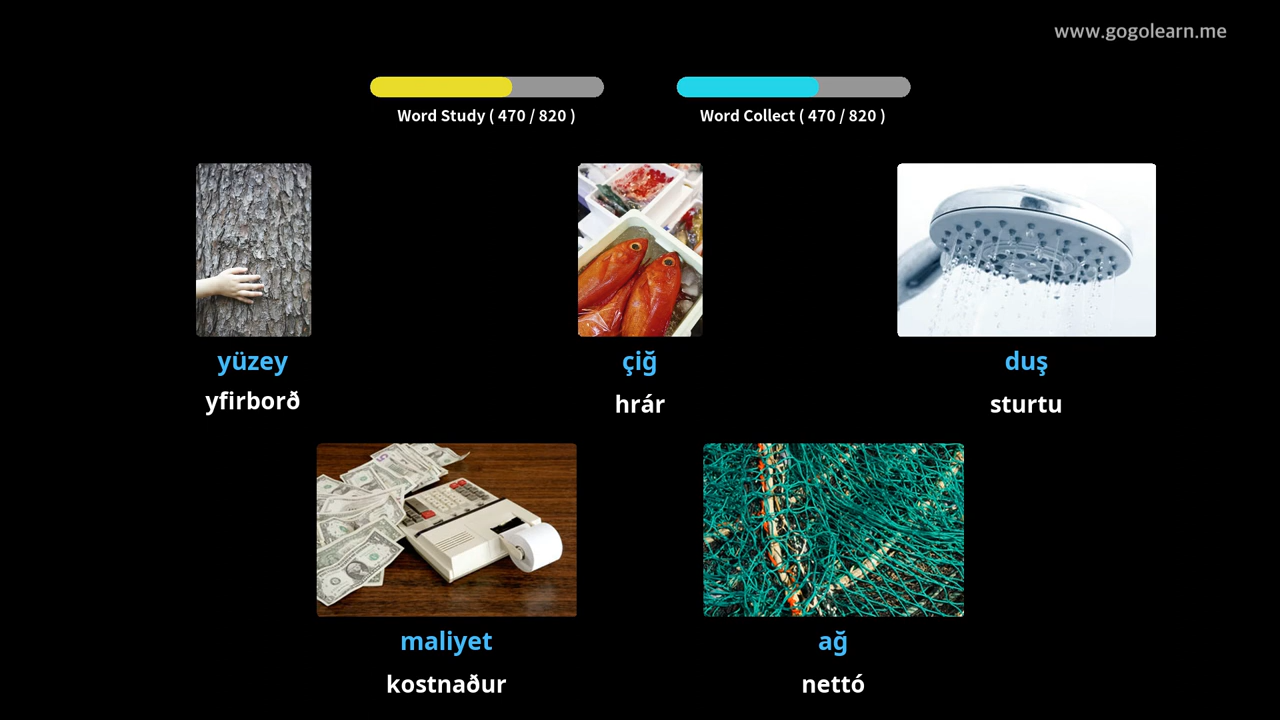 www.gogolearn.me
Word Study ( 470 / 820 )
Word Collect ( 470 / 820 )
yüzey
yfirborð
çiğ
hrár
duş
sturtu
maliyet
kostnaður
ağ
nettó